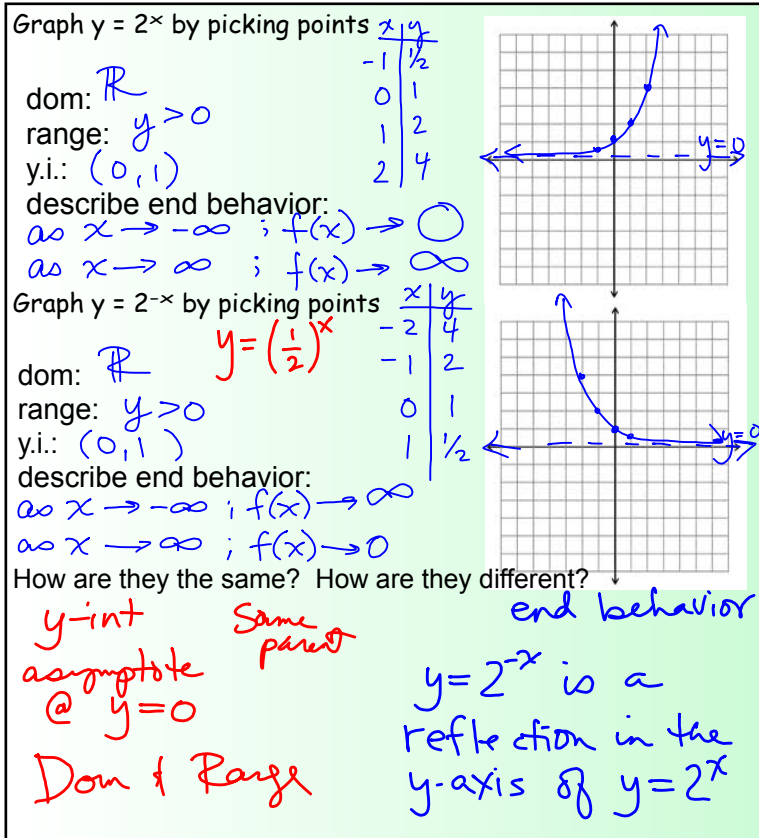 Graph y = 2ˣ by picking points
x y
-1 ½
0 1
1 2
2 4
dom: ℝ
range: y > 0
y.i.: (0, 1)
describe end behavior:
as x → -∞ ; f(x) → 0
as x → ∞ ; f(x) → ∞
y=0
Graph y = 2⁻ˣ by picking points
y = (1/2)ˣ
x y
-2 4
-1 2
0 1
1 ½
dom: ℝ
range: y > 0
y.i.: (0, 1)
describe end behavior:
as x → -∞ ; f(x) → ∞
as x → ∞ ; f(x) → 0
y=0
How are they the same? How are they different?
y-int
asymptote
@ y=0
Dom & Range
Same
parent
end behavior
y=2⁻ˣ is a
reflection in the
y-axis of y=2ˣ